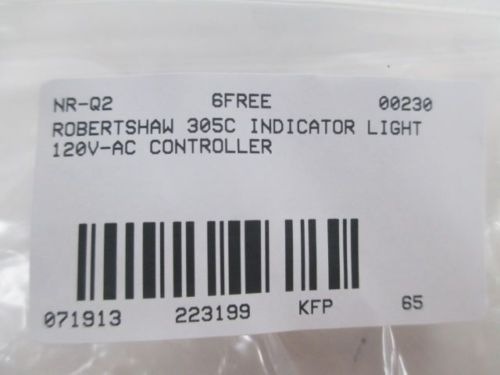 NR-Q2 6FREE 00230
ROBERTSHAW 305C INDICATOR LIGHT
120V-AC CONTROLLER
071913 223199 KFP 65